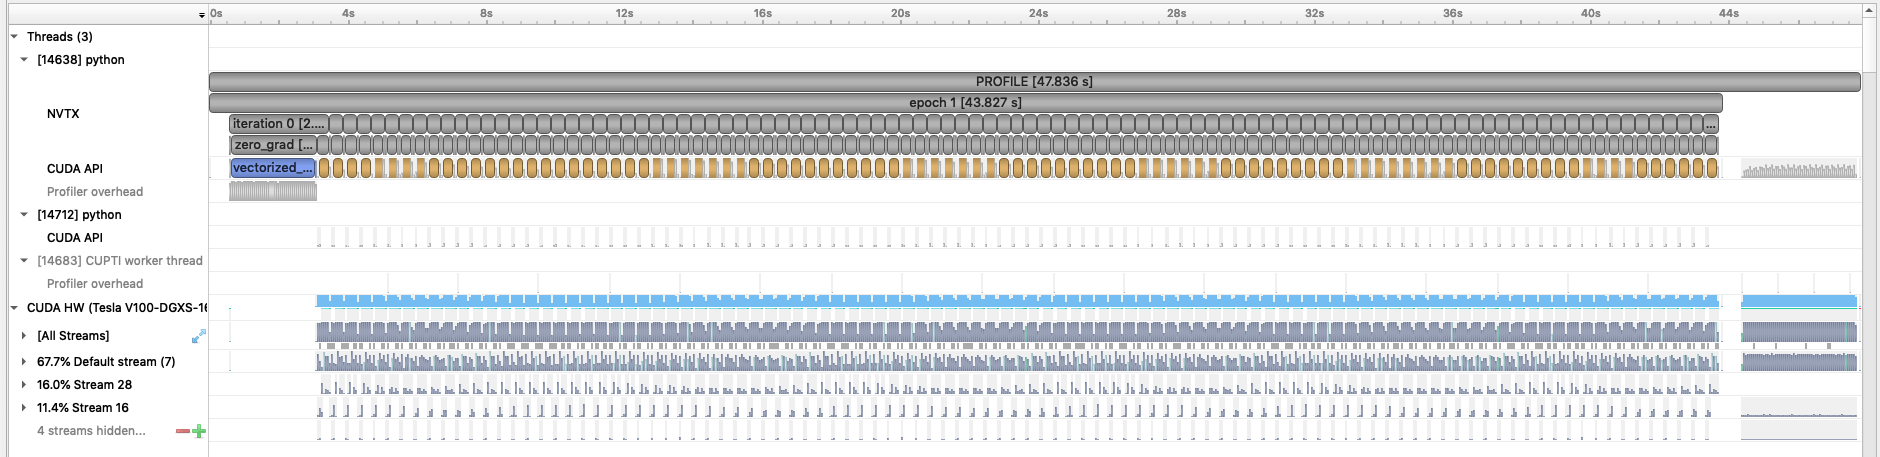 0s 4s 8s 12s 16s 20s 24s 28s 32s 36s 40s 44s
Threads (3)
[14638] python
PROFILE [47.836 s]
epoch 1 [43.827 s]
NVTX
iteration 0 [2.... ...
zero_grad [...
CUDA API
vectorized_...
Profiler overhead
[14712] python
CUDA API
[14683] CUPTI worker thread
Profiler overhead
CUDA HW (Tesla V100-DGXS-16
[All Streams]
67.7% Default stream (7)
16.0% Stream 28
11.4% Stream 16
4 streams hidden...